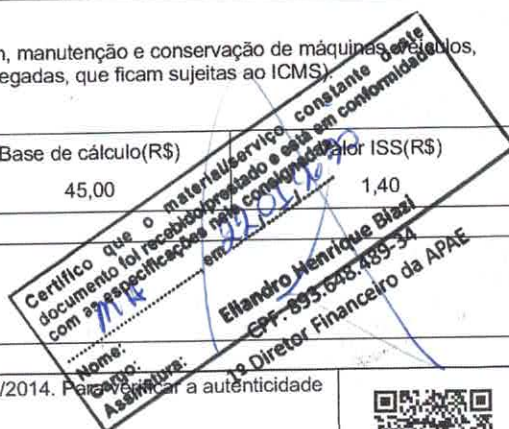 n, manutenção e conservação de máquinas, veículos,
egadas, que ficam sujeitas ao ICMS).
Base de cálculo(R$) Valor ISS(R$)
45,00 1,40
Certifico que o material/serviço constante deste
documento foi recebido/prestado e está em conformidade
com as especificações nele consignadas.
em
Nome:
Cargo:
Assinatura:
Eliandro Henrique Biazi
CPF: 893.648.489-34
1º Diretor Financeiro da APAE
/2014. Para verificar a autenticidade